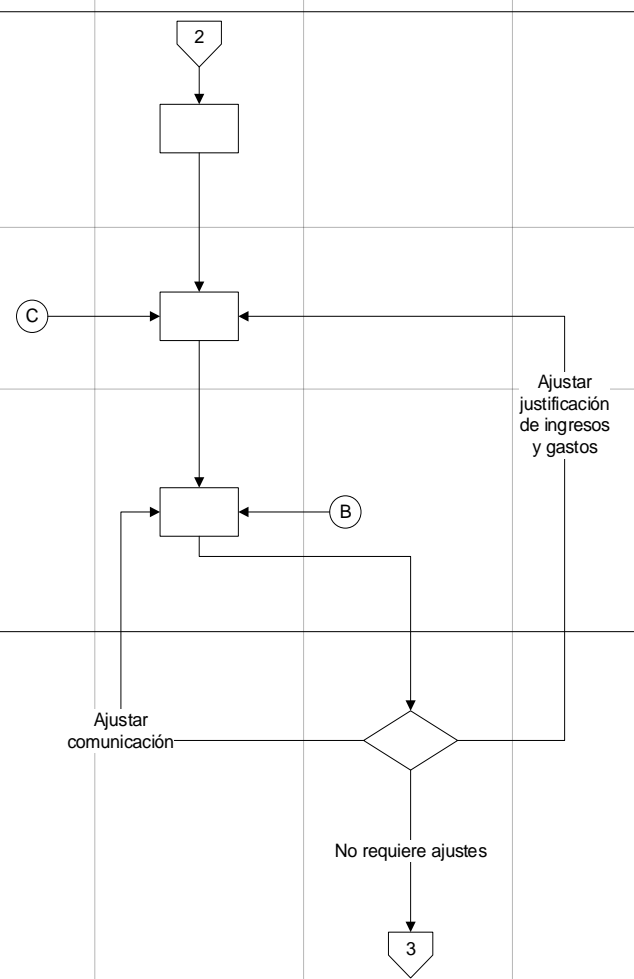 2
C
Ajustar
justificación
de ingresos
y gastos
B
Ajustar
comunicación
No requiere ajustes
3